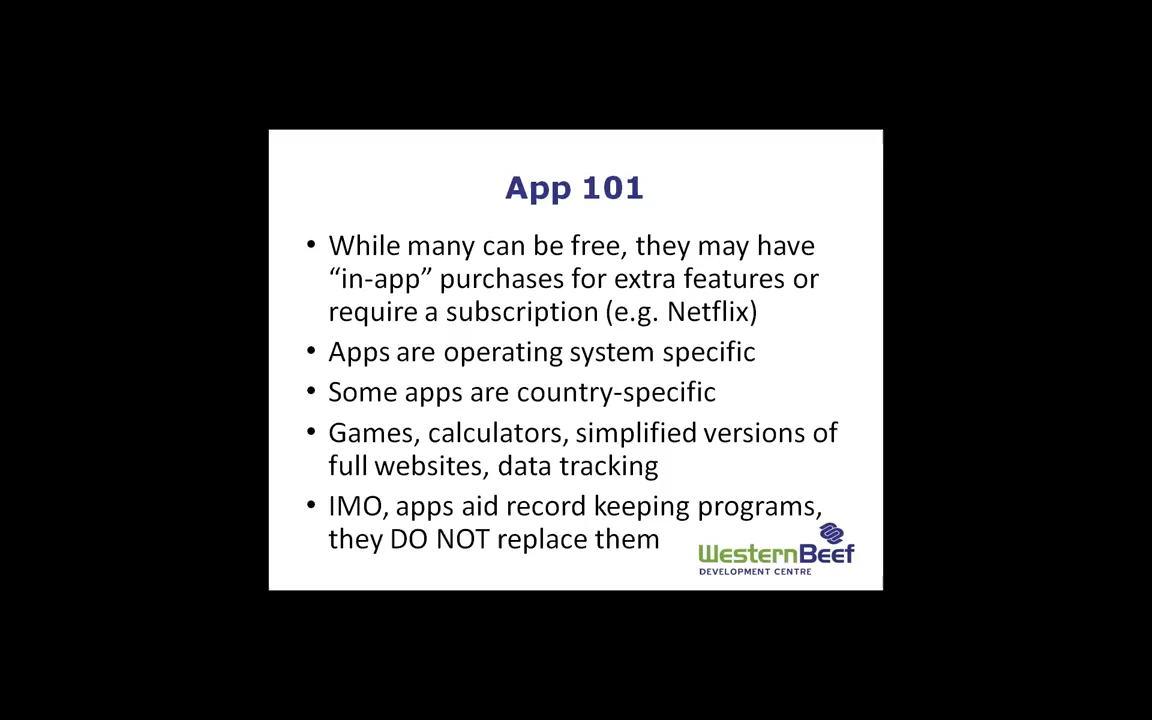 App 101
• While many can be free, they may have
“in-app” purchases for extra features or
require a subscription (e.g. Netflix)
• Apps are operating system specific
• Some apps are country-specific
• Games, calculators, simplified versions of
full websites, data tracking
• IMO, apps aid record keeping programs,
they DO NOT replace them
WesternBeef
DEVELOPMENT CENTRE